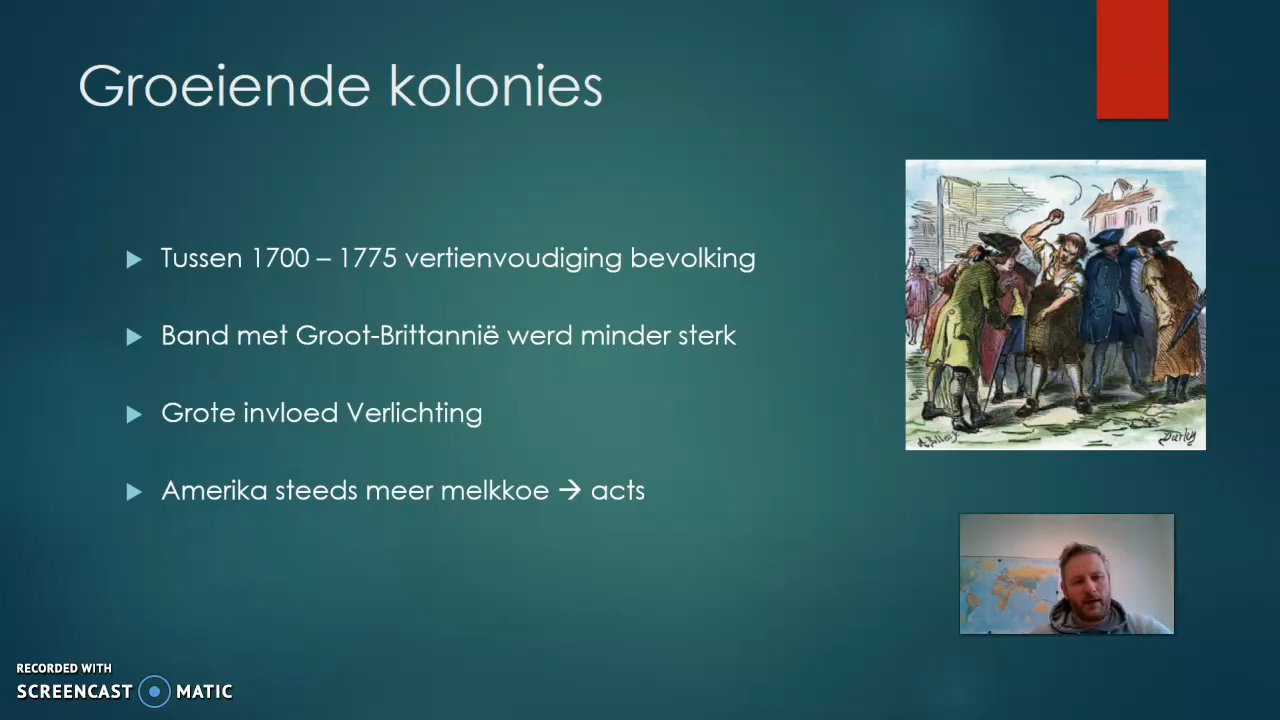 Groeiende kolonies
Tussen 1700 – 1775 vertienvoudiging bevolking
Band met Groot-Brittannië werd minder sterk
Grote invloed Verlichting
Amerika steeds meer melkkoe → acts
Darley
RECORDED WITH
SCREENCAST MATIC